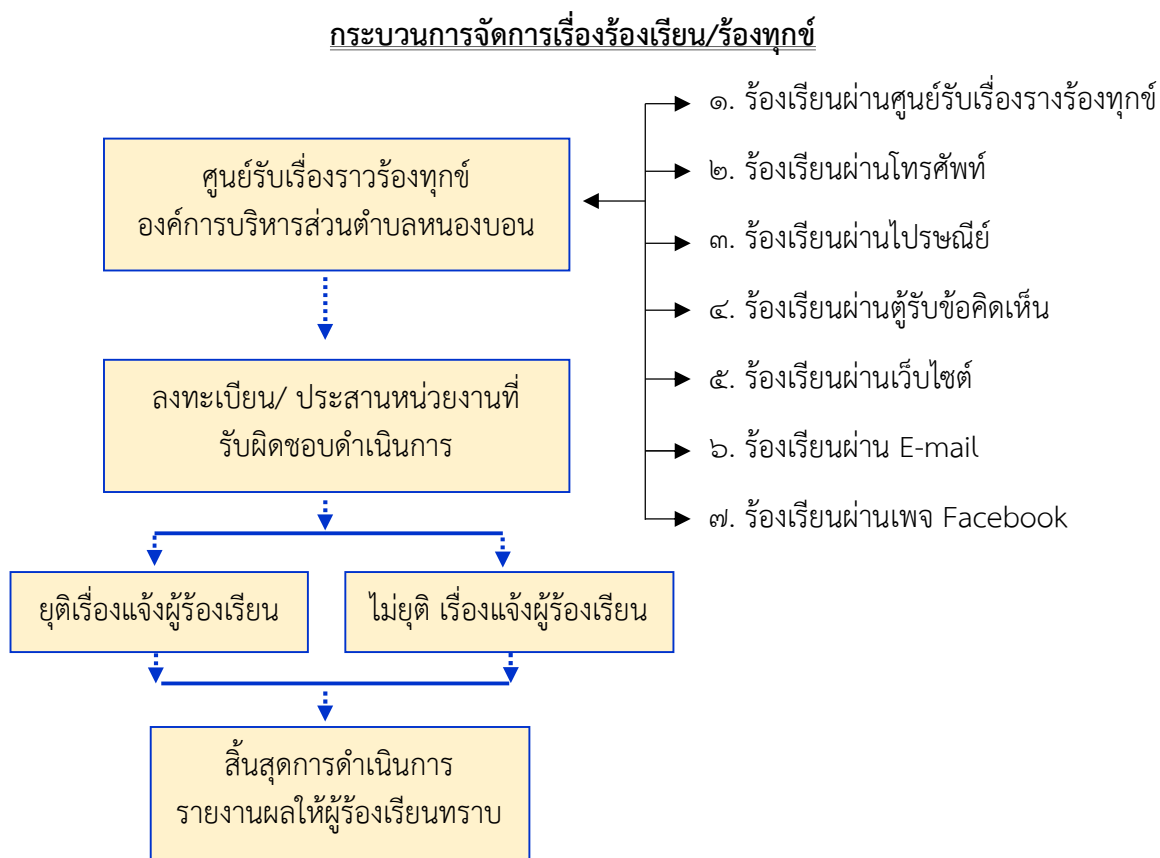 กระบวนการจัดการเรื่องร้องเรียน/ร้องทุกข์
ศูนย์รับเรื่องราวร้องทุกข์
องค์การบริหารส่วนตำบลหนองบอน
๑. ร้องเรียนผ่านศูนย์รับเรื่องรางร้องทุกข์
๒. ร้องเรียนผ่านโทรศัพท์
๓. ร้องเรียนผ่านไปรษณีย์
๔. ร้องเรียนผ่านตู้รับข้อคิดเห็น
๕. ร้องเรียนผ่านเว็บไซต์
๖. ร้องเรียนผ่าน E-mail
๗. ร้องเรียนผ่านเพจ Facebook
ลงทะเบียน/ ประสานหน่วยงานที่
รับผิดชอบดำเนินการ
ยุติเรื่องแจ้งผู้ร้องเรียน
ไม่ยุติ เรื่องแจ้งผู้ร้องเรียน
สิ้นสุดการดำเนินการ
รายงานผลให้ผู้ร้องเรียนทราบ